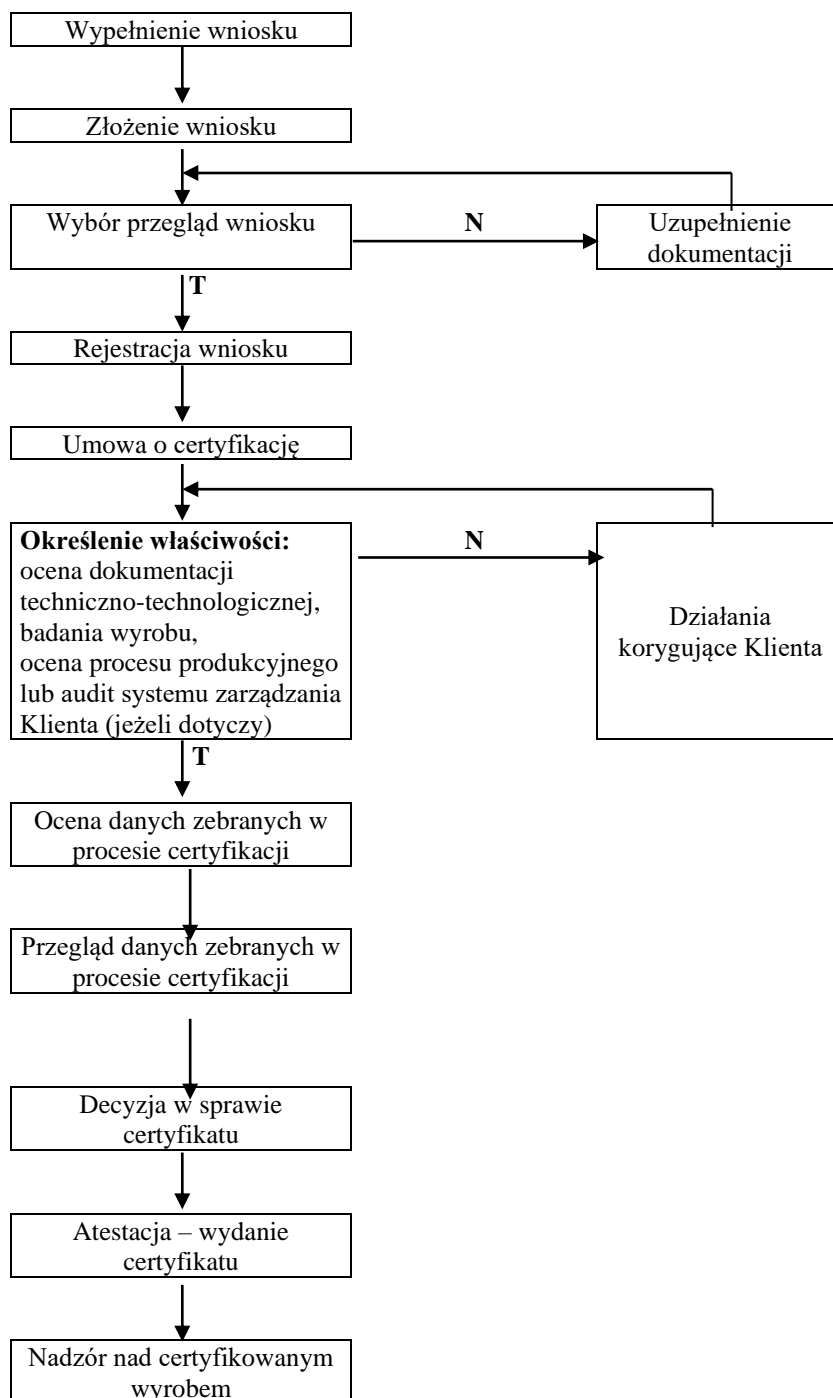 Wypełnienie wniosku
Złożenie wniosku
Wybór przegląd wniosku
N
Uzupełnienie
dokumentacji
T
Rejestracja wniosku
Umowa o certyfikację
Określenie właściwości:
ocena dokumentacji
techniczno-technologicznej,
badania wyrobu,
ocena procesu produkcyjnego
lub audit systemu zarządzania
Klienta (jeżeli dotyczy)
N
Działania
korygujące Klienta
T
Ocena danych zebranych w
procesie certyfikacji
Przegląd danych zebranych w
procesie certyfikacji
Decyzja w sprawie
certyfikatu
Atestacja – wydanie
certyfikatu
Nadzór nad certyfikowanym
wyrobem